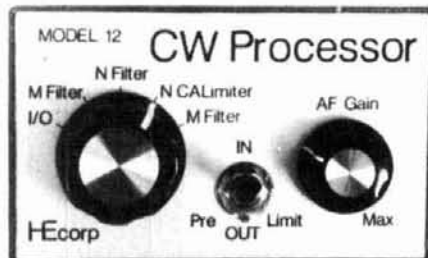 MODEL 12
CW Processor
N Filter
M Filter
N CALimiter
I/O
M Filter
AF Gain
IN
Pre
Limit
OUT
Max
HEcorp